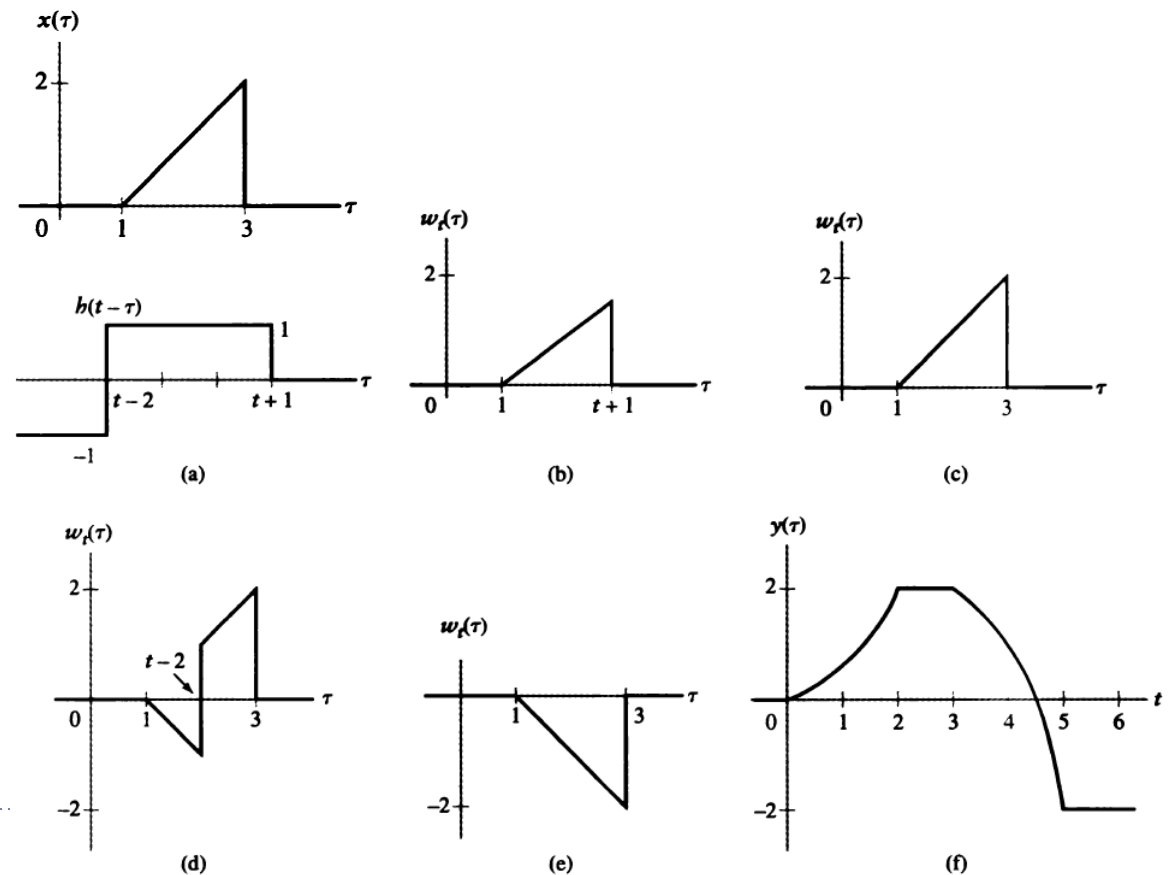 x(τ)
2
0 1 3 τ
h(t − τ)
1
t − 2 t + 1 τ
−1
(a)
w_t(τ)
2
0 1 t + 1 τ
(b)
w_t(τ)
2
0 1 3 τ
(c)
w_t(τ)
2
t − 2
0 1 3 τ
−2
(d)
w_t(τ)
1 3 τ
−2
(e)
y(τ)
2
0 1 2 3 4 5 6 t
−2
(f)